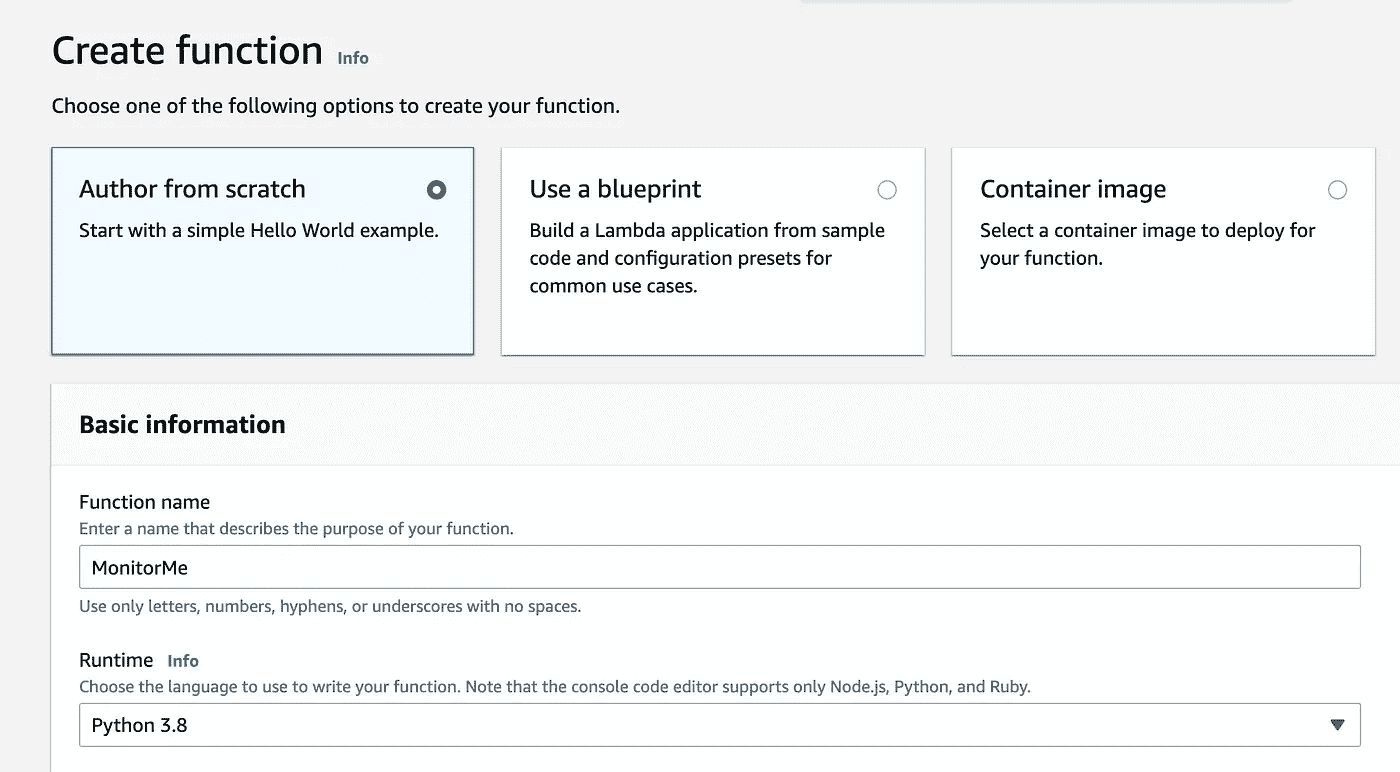 Create function Info
Choose one of the following options to create your function.
Author from scratch
Start with a simple Hello World example.
Use a blueprint
Build a Lambda application from sample
code and configuration presets for
common use cases.
Container image
Select a container image to deploy for
your function.
Basic information
Function name
Enter a name that describes the purpose of your function.
MonitorMe
Use only letters, numbers, hyphens, or underscores with no spaces.
Runtime Info
Choose the language to use to write your function. Note that the console code editor supports only Node.js, Python, and Ruby.
Python 3.8